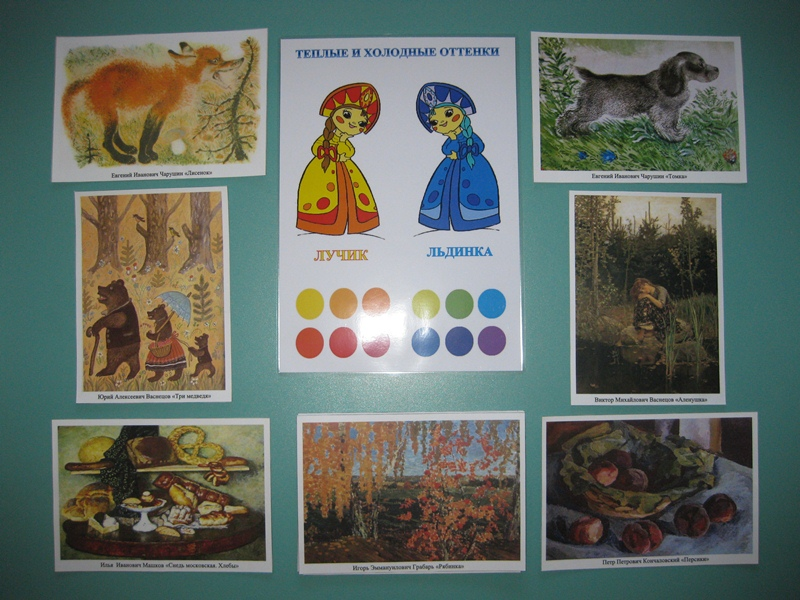 ТЕПЛЫЕ И ХОЛОДНЫЕ ОТТЕНКИ
Евгений Иванович Чарушин «Лисенок»
Евгений Иванович Чарушин «Томка»
ЛУЧИК
ЛЬДИНКА
Юрий Алексеевич Васнецов «Три медведя»
Виктор Михайлович Васнецов «Аленушка»
Илья Иванович Машков «Снедь московская. Хлебы»
Игорь Эммануилович Грабарь «Рябинка»
Петр Петрович Кончаловский «Персики»